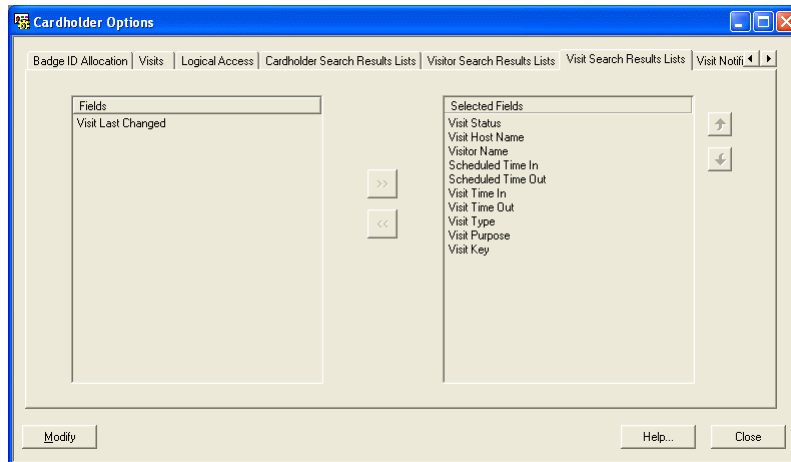 Cardholder Options
Badge ID Allocation Visits Logical Access Cardholder Search Results Lists Visitor Search Results Lists Visit Search Results Lists Visit Notifi
Fields
Visit Last Changed
>>
<<
Selected Fields
Visit Status
Visit Host Name
Visitor Name
Scheduled Time In
Scheduled Time Out
Visit Time In
Visit Time Out
Visit Type
Visit Purpose
Visit Key
Modify
Help...
Close